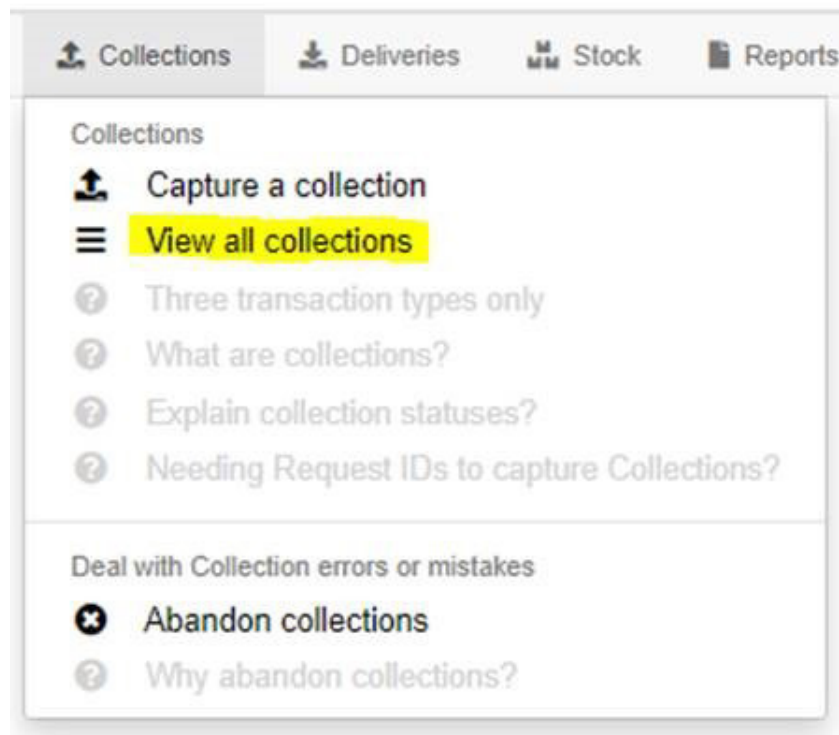 Collections Deliveries Stock Reports
Collections
Capture a collection
View all collections
Three transaction types only
What are collections?
Explain collection statuses?
Needing Request IDs to capture Collections?
Deal with Collection errors or mistakes
Abandon collections
Why abandon collections?